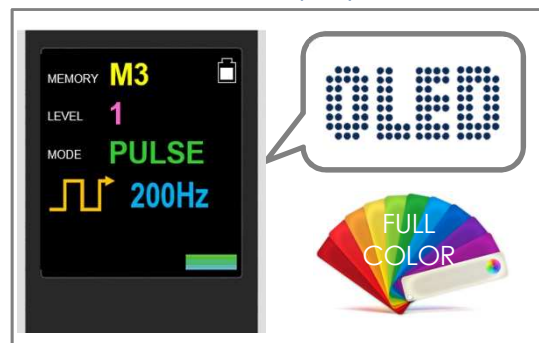 MEMORY M3
LEVEL 1
MODE PULSE
200Hz
OLED
FULL
COLOR